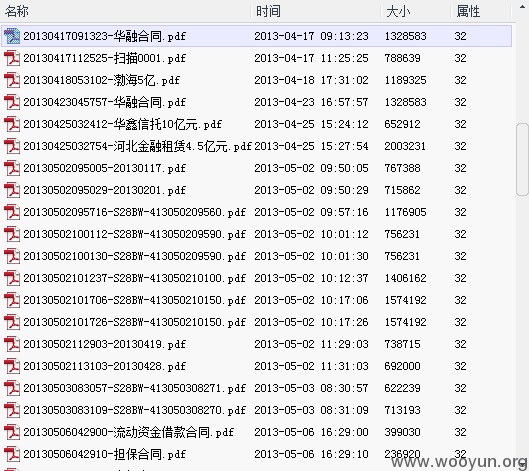 名称 时间 大小 属性
20130417091323-华融合同.pdf 2013-04-17 09:13:23 1328583 32
20130417112525-扫描0001.pdf 2013-04-17 11:25:25 788639 32
20130418053102-渤海5亿.pdf 2013-04-18 17:31:02 1189325 32
20130423045757-华融合同.pdf 2013-04-23 16:57:57 1328583 32
20130425032412-华鑫信托10亿元.pdf 2013-04-25 15:24:12 652912 32
20130425032754-河北金融租赁4.5亿元.pdf 2013-04-25 15:27:54 2003231 32
20130502095005-20130117.pdf 2013-05-02 09:50:05 767388 32
20130502095029-20130201.pdf 2013-05-02 09:50:29 715862 32
20130502095716-S28BW-413050209560.pdf 2013-05-02 09:57:16 1176905 32
20130502100112-S28BW-413050209590.pdf 2013-05-02 10:01:12 756231 32
20130502100130-S28BW-413050209590.pdf 2013-05-02 10:01:30 756231 32
20130502101237-S28BW-413050210100.pdf 2013-05-02 10:12:37 1406162 32
20130502101706-S28BW-413050210150.pdf 2013-05-02 10:17:06 1574192 32
20130502101726-S28BW-413050210150.pdf 2013-05-02 10:17:26 1574192 32
20130502112903-20130419.pdf 2013-05-02 11:29:03 738715 32
20130502113103-20130428.pdf 2013-05-02 11:31:03 692000 32
20130503083057-S28BW-413050308271.pdf 2013-05-03 08:30:57 622239 32
20130503083109-S28BW-413050308270.pdf 2013-05-03 08:31:09 713193 32
20130506042900-流动资金借款合同.pdf 2013-05-06 16:29:00 399030 32
20130506042910-担保合同.pdf 2013-05-06 16:29:10 236920 32
www.wooyun.org